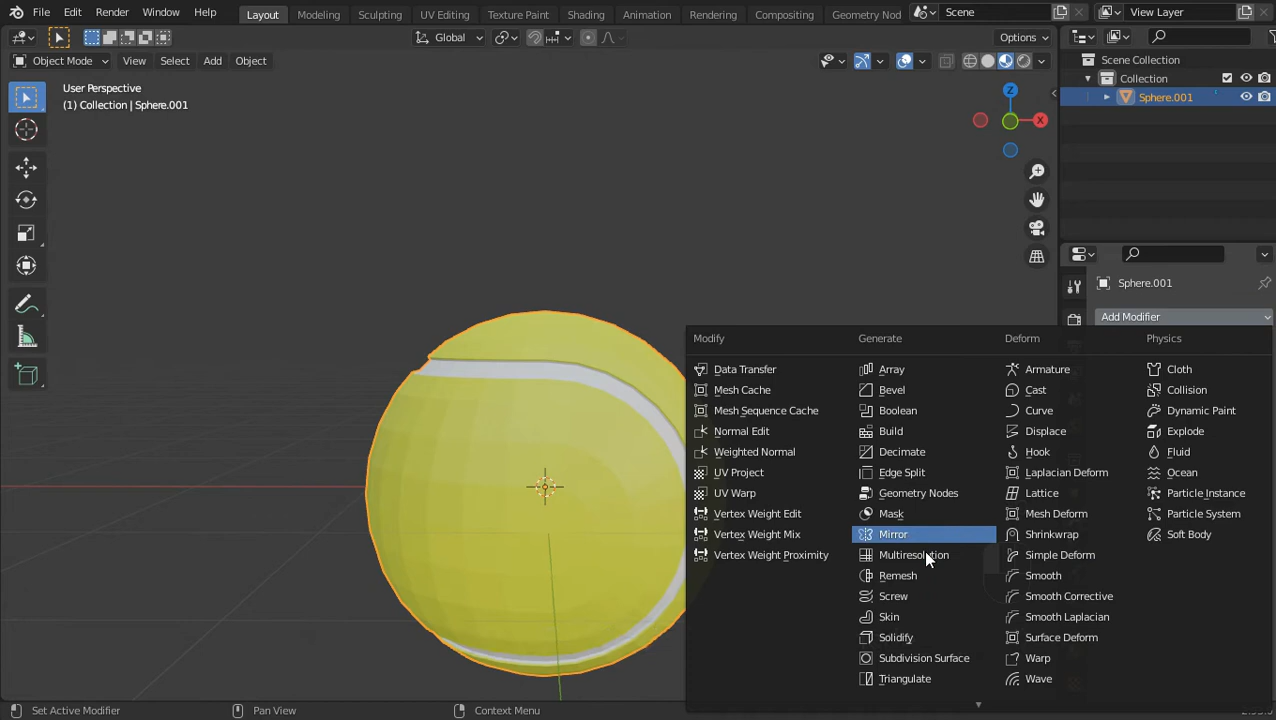 File Edit Render Window Help Layout Modeling Sculpting UV Editing Texture Paint Shading Animation Rendering Compositing Geometry Nod Scene View Layer
Global Options
Object Mode View Select Add Object
Scene Collection
Collection
Sphere.001
User Perspective
(1) Collection | Sphere.001
Z
X
Sphere.001
Add Modifier
Modify
Data Transfer
Mesh Cache
Mesh Sequence Cache
Normal Edit
Weighted Normal
UV Project
UV Warp
Vertex Weight Edit
Vertex Weight Mix
Vertex Weight Proximity
Generate
Array
Bevel
Boolean
Build
Decimate
Edge Split
Geometry Nodes
Mask
Mirror
Multiresolution
Remesh
Screw
Skin
Solidify
Subdivision Surface
Triangulate
Deform
Armature
Cast
Curve
Displace
Hook
Laplacian Deform
Lattice
Mesh Deform
Shrinkwrap
Simple Deform
Smooth
Smooth Corrective
Smooth Laplacian
Surface Deform
Warp
Wave
Physics
Cloth
Collision
Dynamic Paint
Explode
Fluid
Ocean
Particle Instance
Particle System
Soft Body
Set Active Modifier Pan View Context Menu